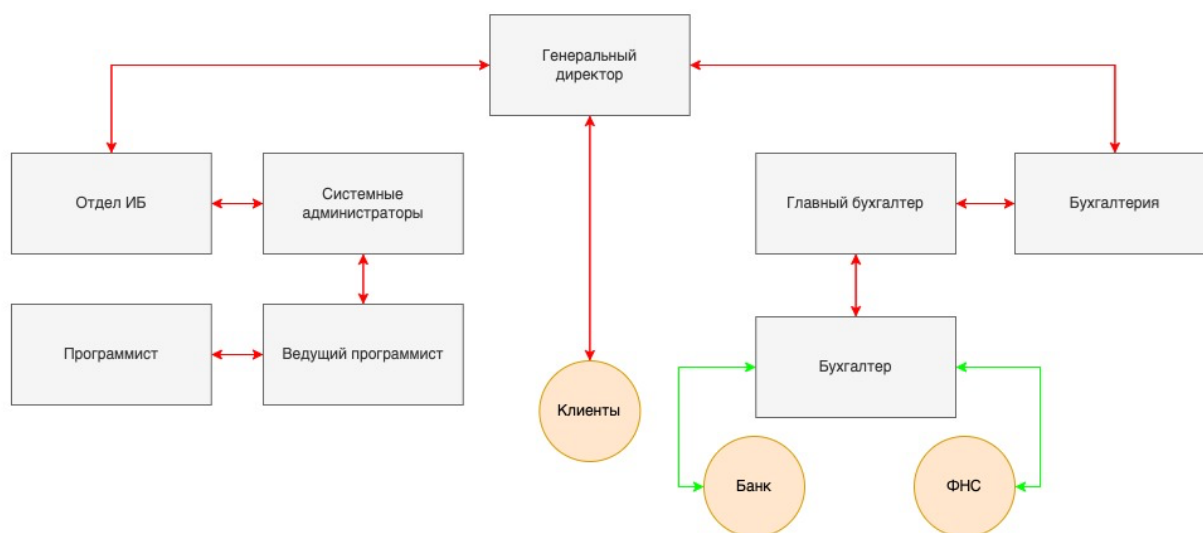 Генеральный
директор
Отдел ИБ
Системные
администраторы
Главный бухгалтер
Бухгалтерия
Программист
Ведущий программист
Бухгалтер
Клиенты
Банк
ФНС